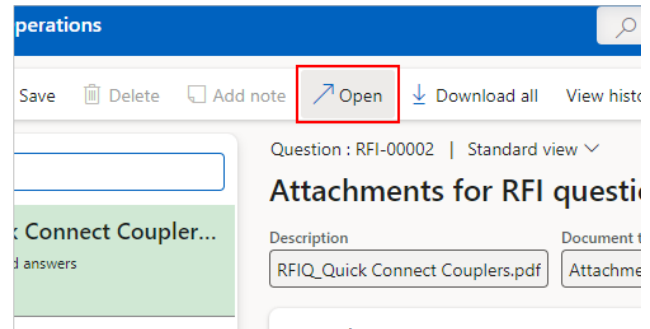 perations
Save Delete Add note Open Download all View histo
Question : RFI-00002 | Standard view
Attachments for RFI questi
Connect Coupler...
d answers
Description Document t
RFIQ_Quick Connect Couplers.pdf Attachme